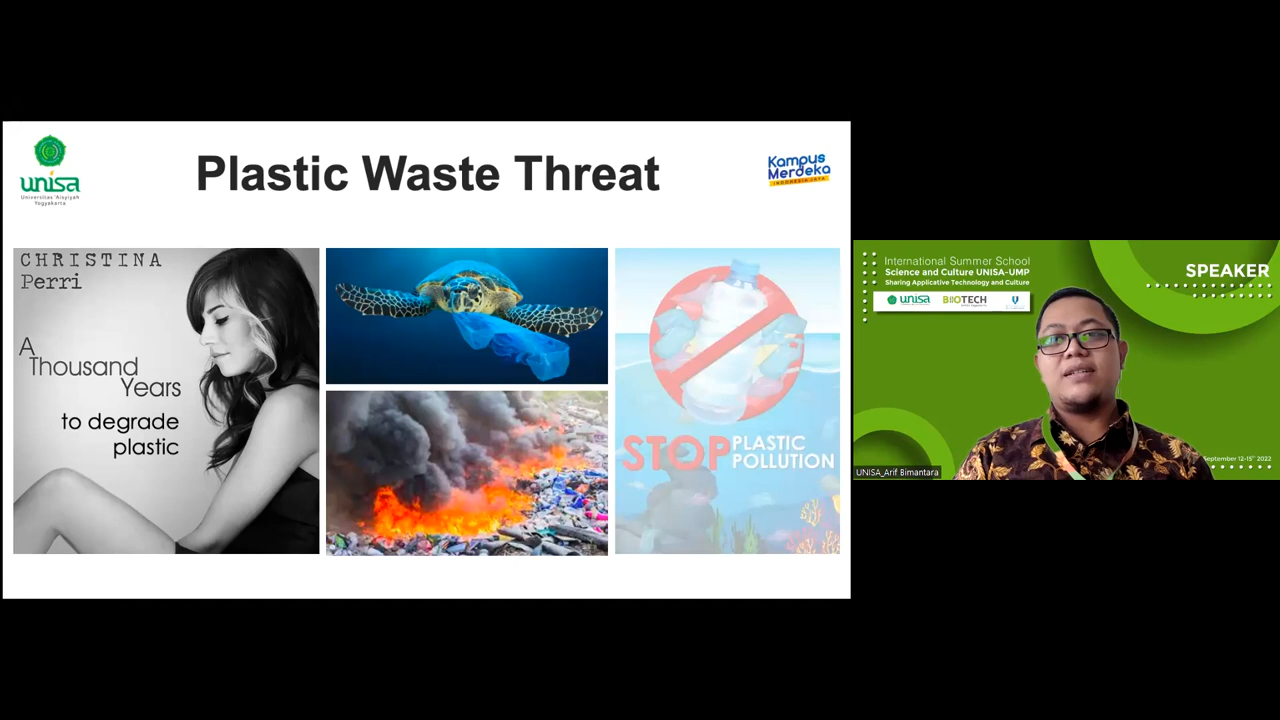 unisa
Universitas 'Aisyiyah
Yogyakarta
Plastic Waste Threat
Kampus
Merdeka
INDONESIA JAYA
CHRISTINA
Perri
A
Thousand
Years
to degrade
plastic
STOP PLASTIC
POLLUTION
International Summer School
Science and Culture UNISA-UMP
Sharing Applicative Technology and Culture
unisa
BIOTECH
SPEAKER
UNISA_Arif Bimantara
September 12-15th 2022